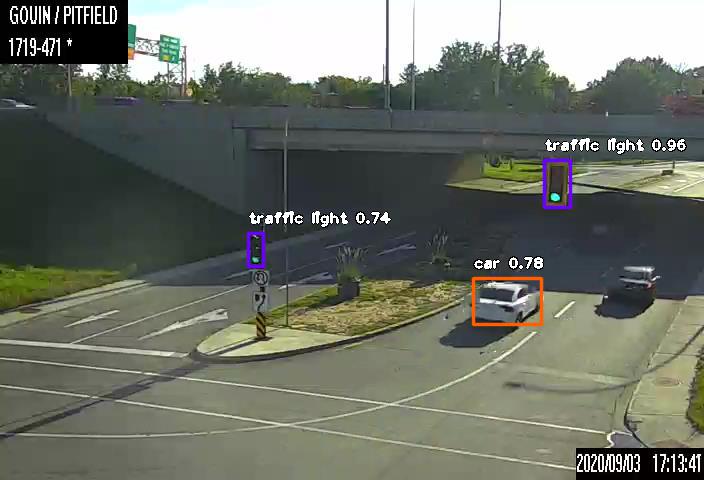 GOUIN / PITFIELD
1719-471 *
traffic light 0.96
traffic light 0.74
car 0.78
2020/09/03 17:13:41